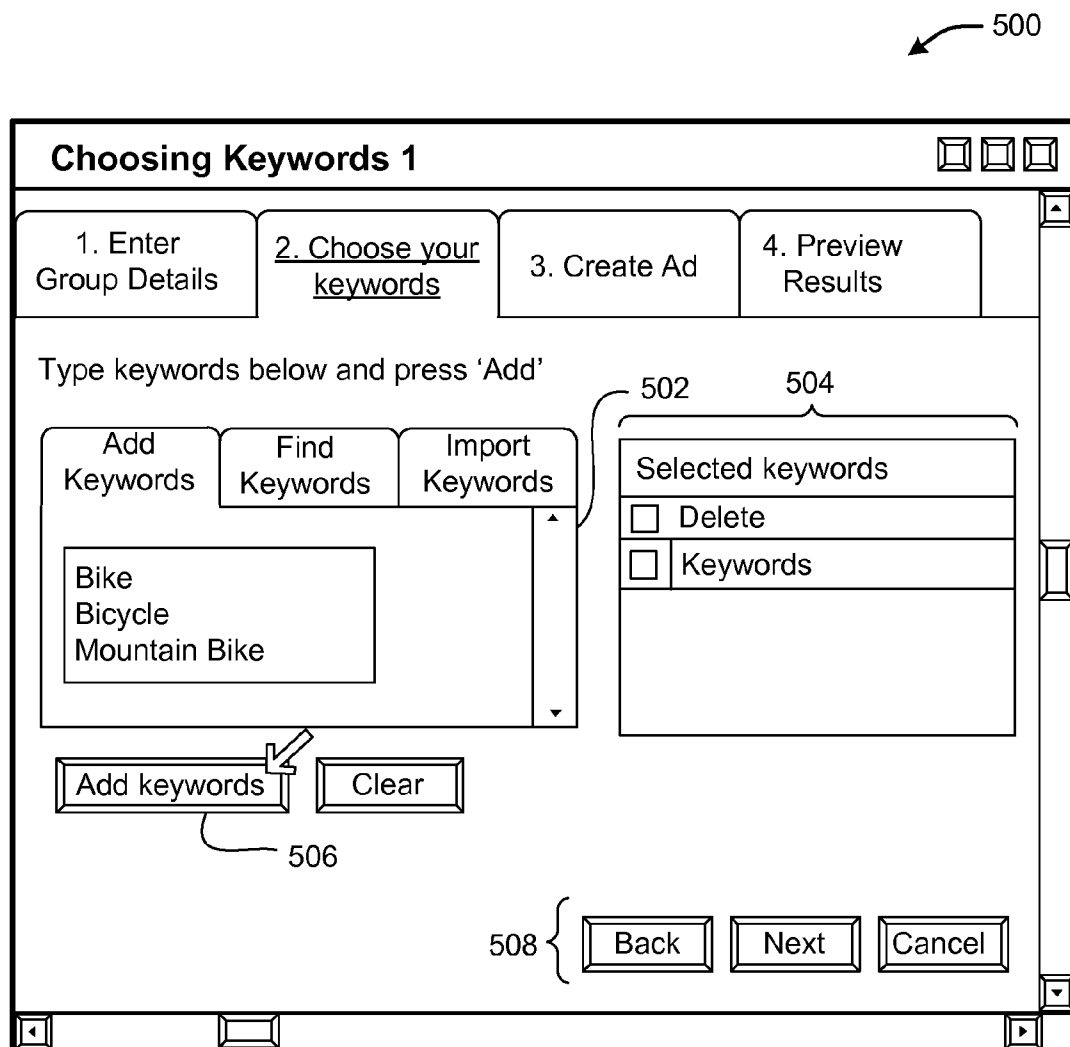 500
Choosing Keywords 1
1. Enter
Group Details
2. Choose your
keywords
3. Create Ad
4. Preview
Results
Type keywords below and press ‘Add’
502
504
Add
Keywords
Find
Keywords
Import
Keywords
Selected keywords
Delete
Keywords
Bike
Bicycle
Mountain Bike
Add keywords
Clear
506
508
Back
Next
Cancel